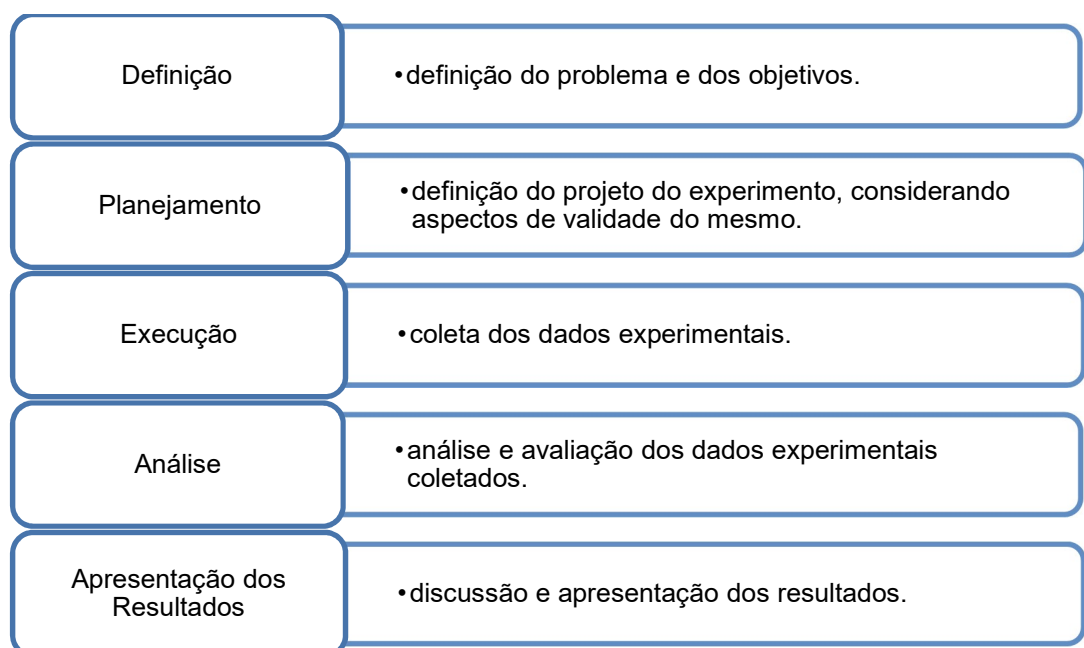 Definição
•definição do problema e dos objetivos.
Planejamento
•definição do projeto do experimento, considerando
aspectos de validade do mesmo.
Execução
•coleta dos dados experimentais.
Análise
•análise e avaliação dos dados experimentais
coletados.
Apresentação dos
Resultados
•discussão e apresentação dos resultados.